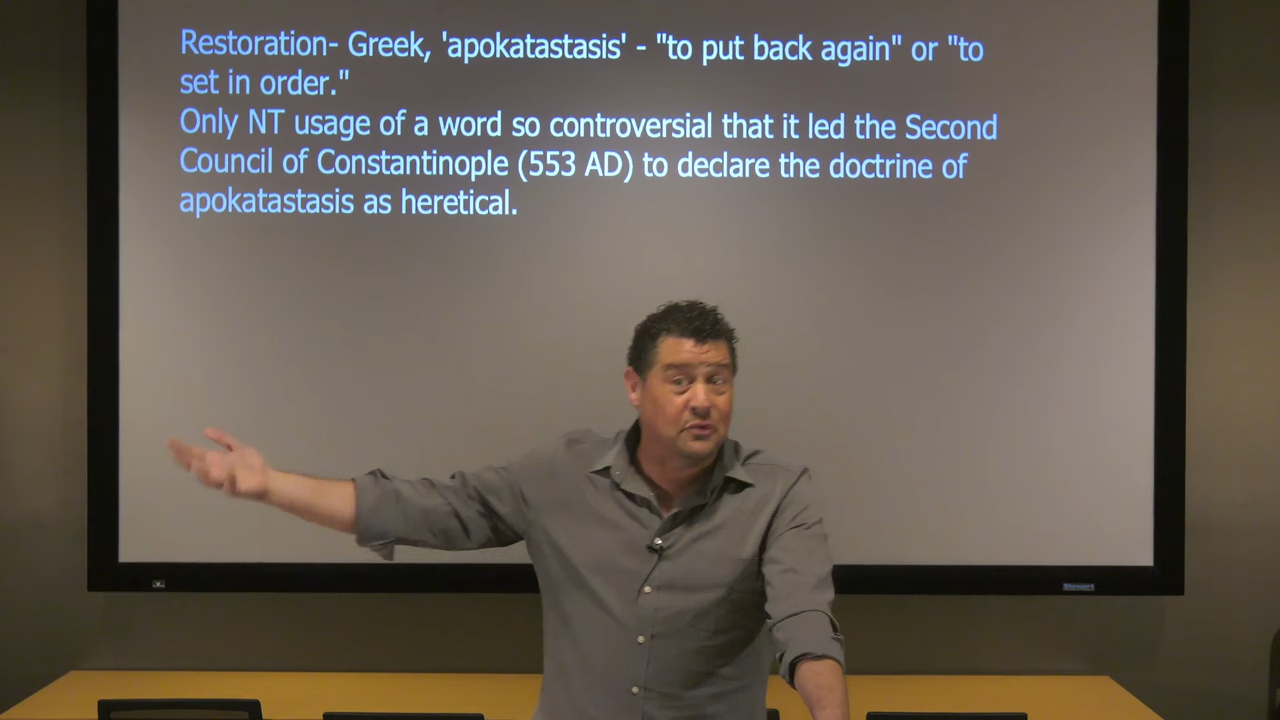 Restoration- Greek, 'apokatastasis' - "to put back again" or "to
set in order."
Only NT usage of a word so controversial that it led the Second
Council of Constantinople (553 AD) to declare the doctrine of
apokatastasis as heretical.
Stewart